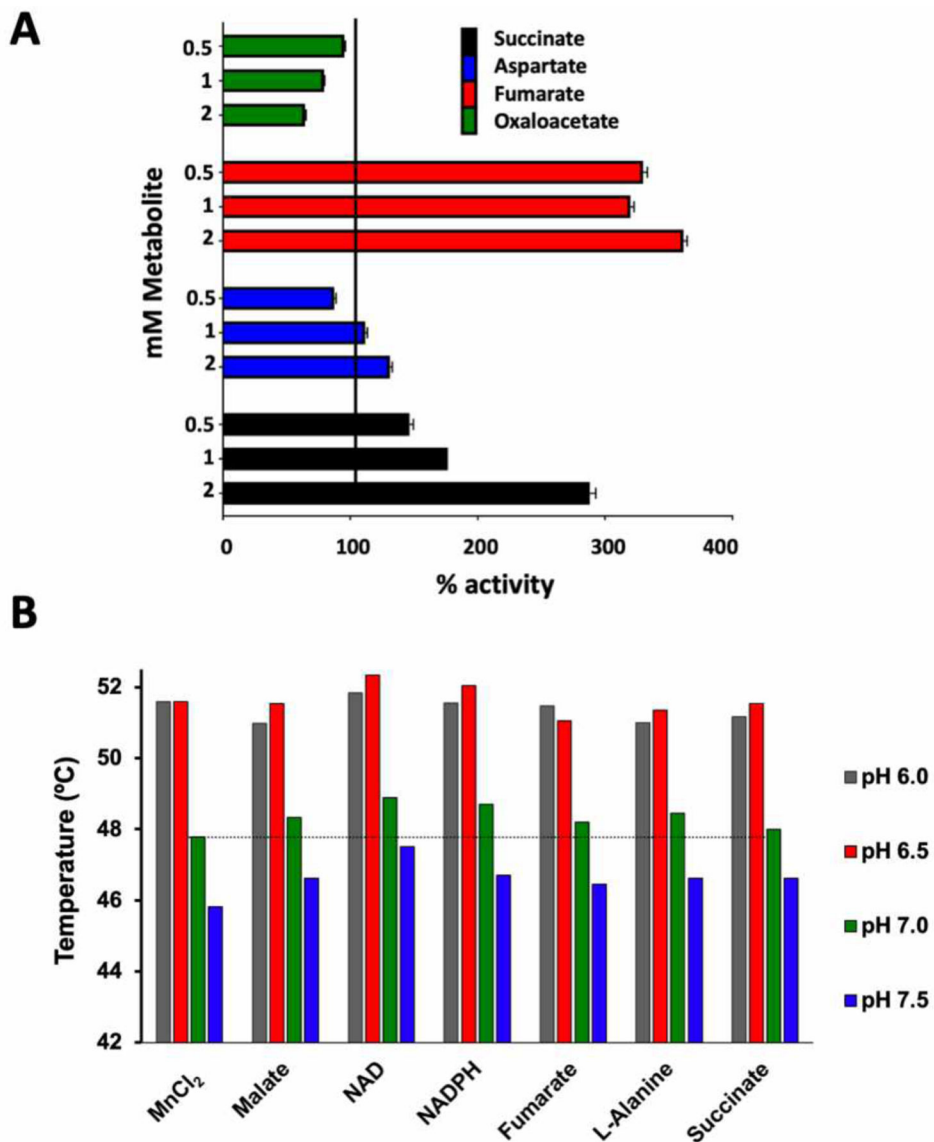 A
Succinate
Aspartate
Fumarate
Oxaloacetate
mM Metabolite
0.5
1
2
0.5
1
2
0.5
1
2
0.5
1
2
0 100 200 300 400
% activity
B
Temperature (ºC)
52
50
48
46
44
42
MnCl₂ Malate NAD NADPH Fumarate L-Alanine Succinate
pH 6.0
pH 6.5
pH 7.0
pH 7.5